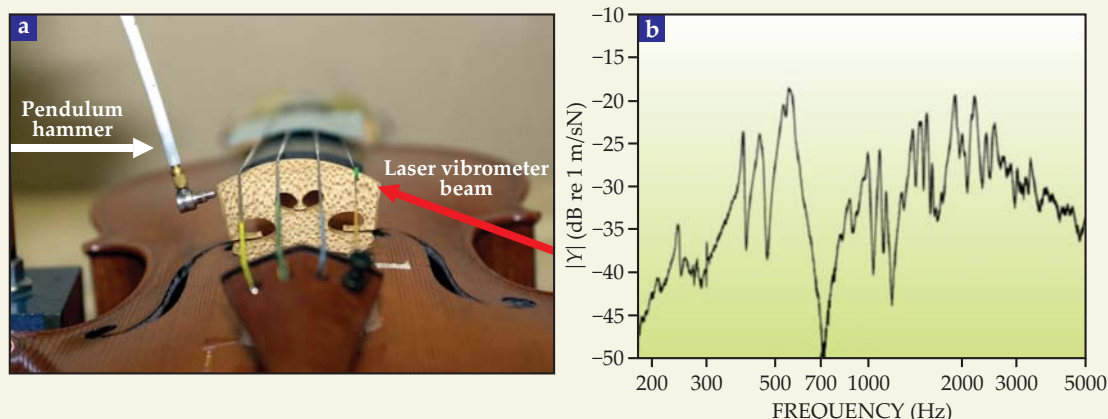 a
Pendulum
hammer
Laser vibrometer
beam
b
|Y| (dB re 1 m/sN)
−10
−15
−20
−25
−30
−35
−40
−45
−50
200 300 500 700 1000 2000 3000 5000
FREQUENCY (Hz)